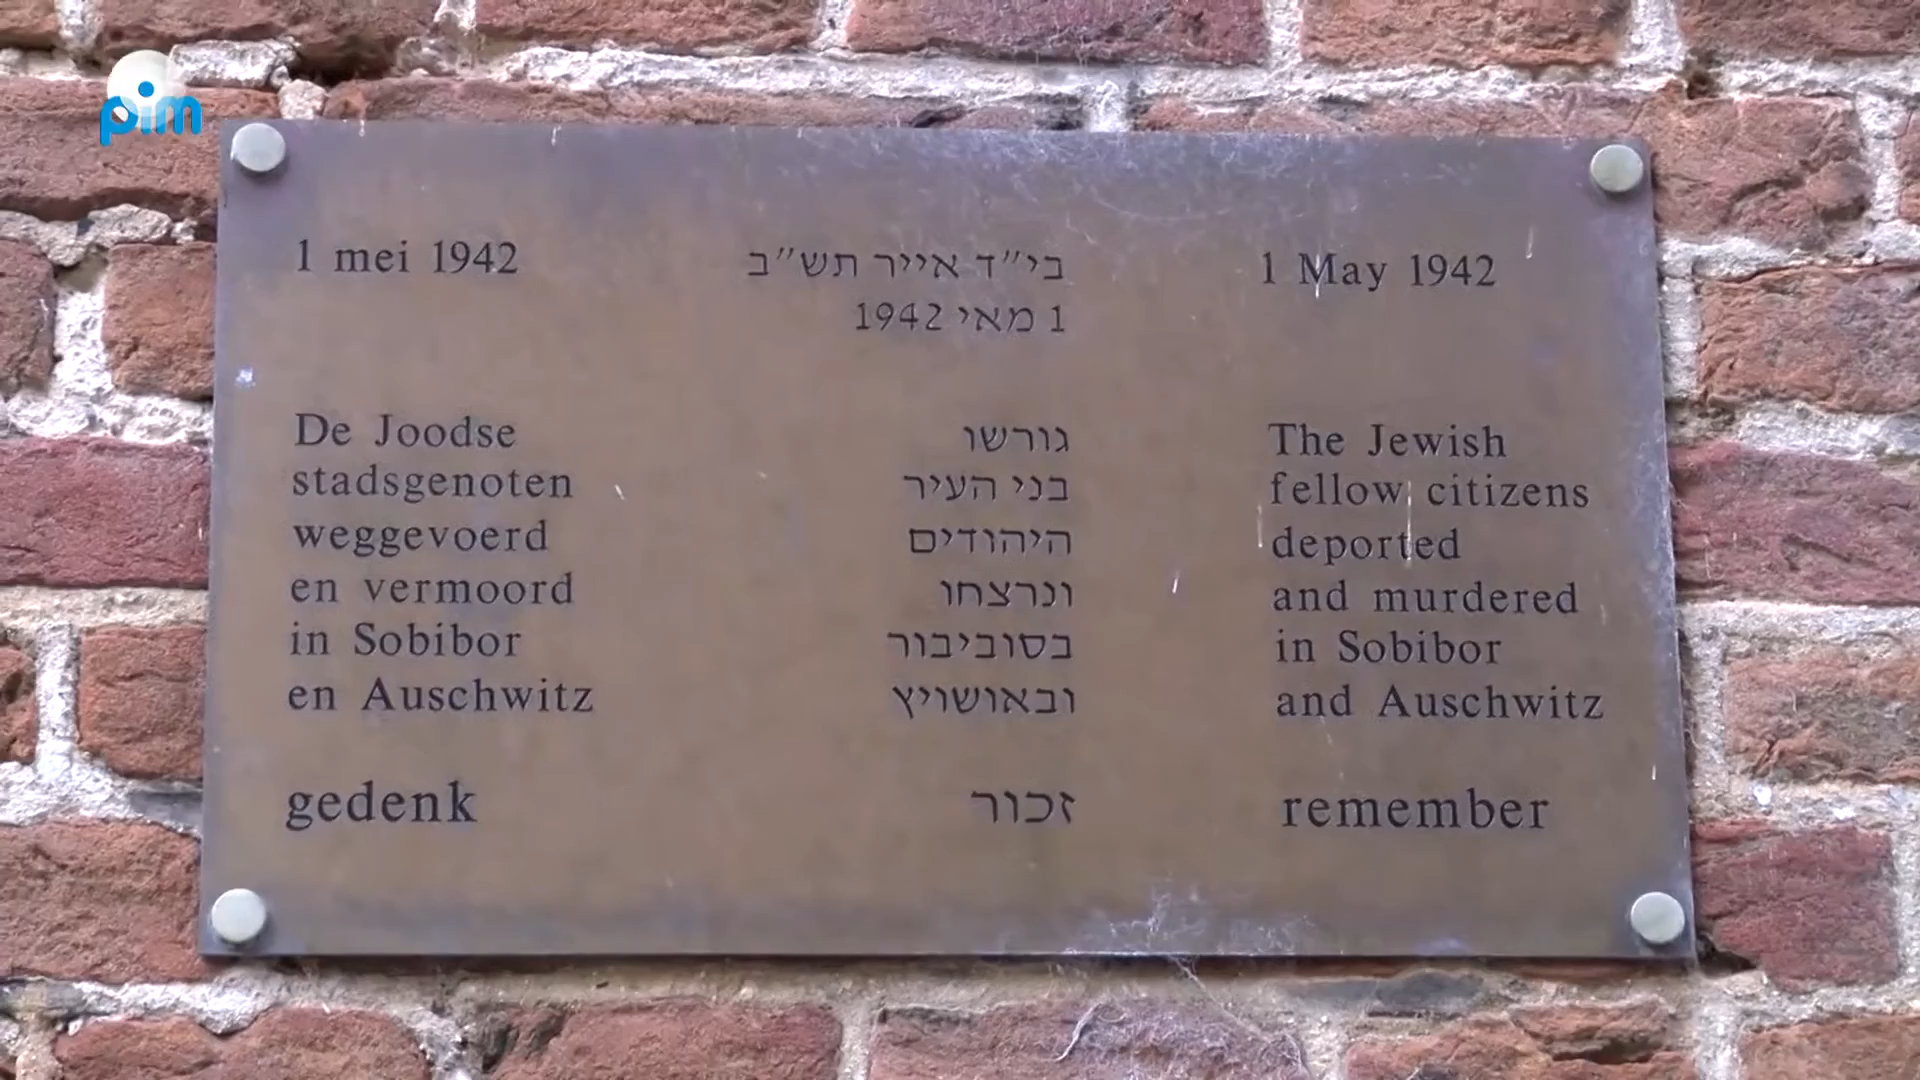 pim
1 mei 1942
De Joodse
stadsgenoten
weggevoerd
en vermoord
in Sobibor
en Auschwitz
gedenk
בי״ד אייר תש״ב
1 מאי 1942
גורשו
בני העיר
היהודים
ונרצחו
בסוביבור
ובאושויץ
זכור
1 May 1942
The Jewish
fellow citizens
deported
and murdered
in Sobibor
and Auschwitz
remember